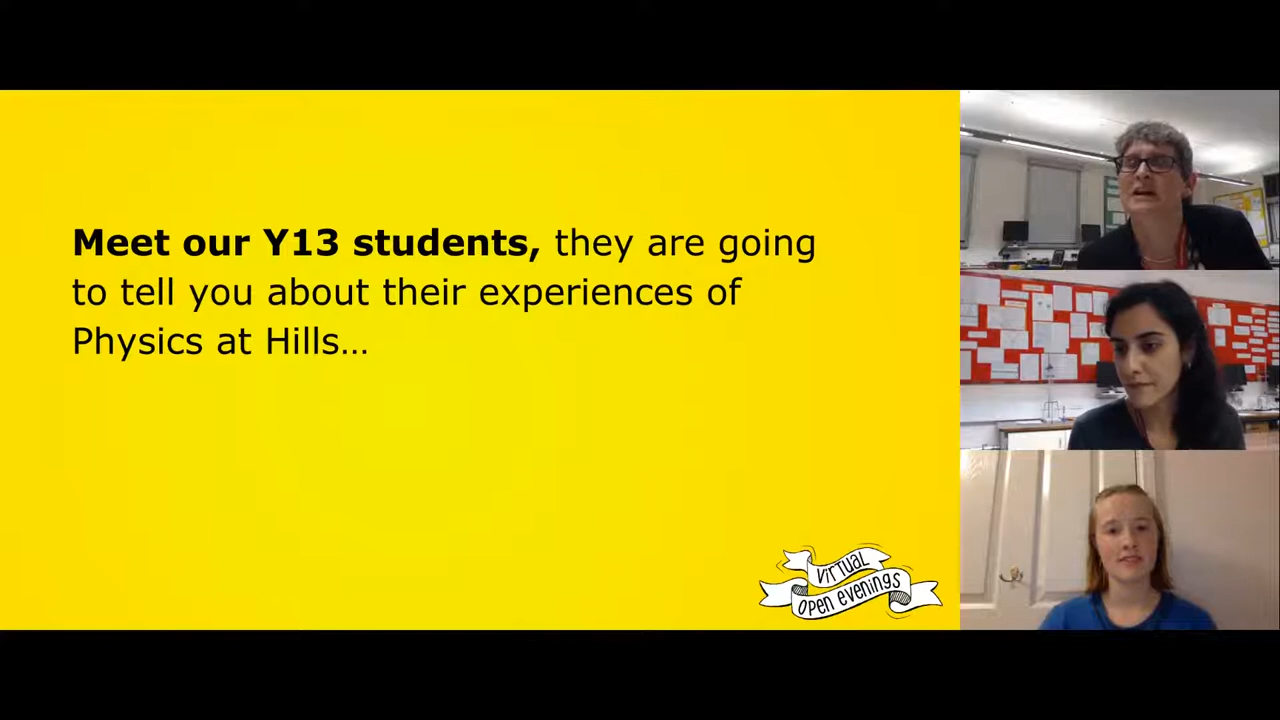 Meet our Y13 students, they are going
to tell you about their experiences of
Physics at Hills…
VIRTUAL
OPEN EVENINGS